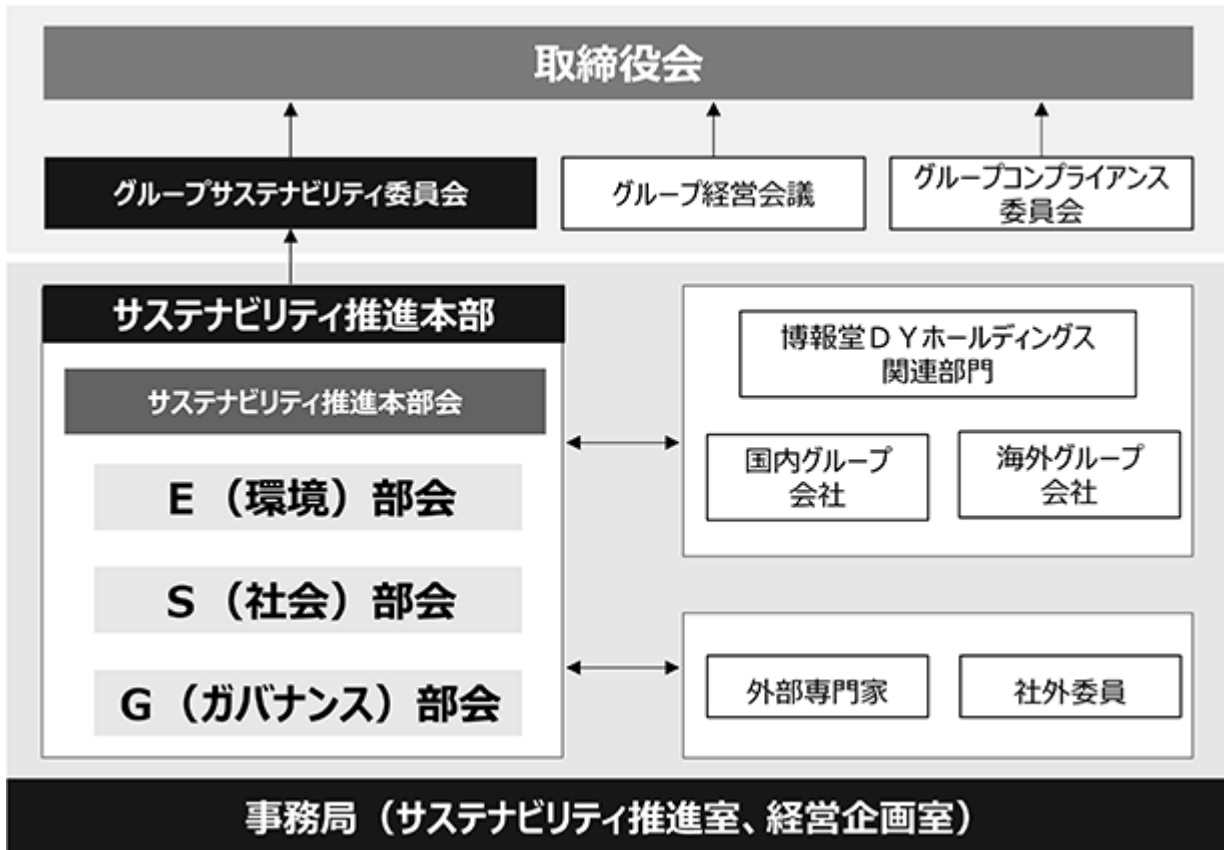 取締役会
グループサステナビリティ委員会
グループ経営会議
グループコンプライアンス
委員会
サステナビリティ推進本部
サステナビリティ推進本部会
E（環境）部会
S（社会）部会
G（ガバナンス）部会
博報堂ＤＹホールディングス
関連部門
国内グループ
会社
海外グループ
会社
外部専門家
社外委員
事務局（サステナビリティ推進室、経営企画室）